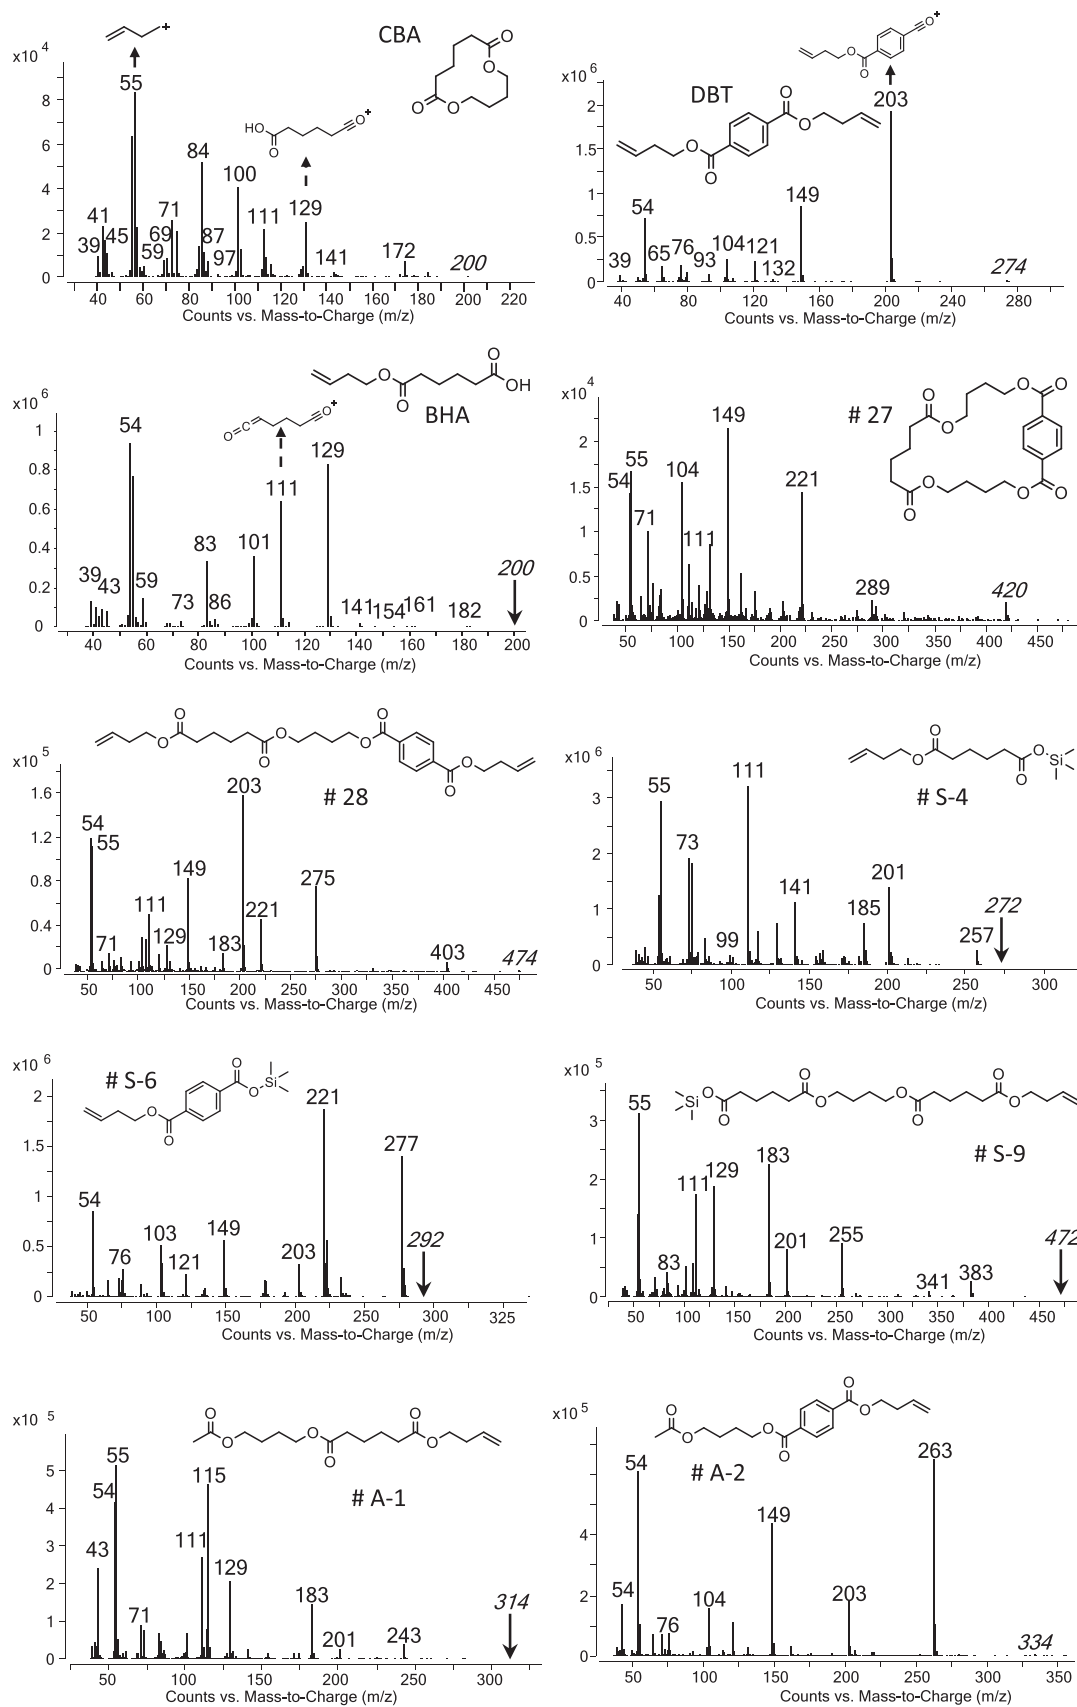 CBA
x10 4
8
6
4
2
0
55
41
39
45
59
69
71
84
87
97
100
111
129
141
172
200
HO
O
O+
O
O
O
O
40 60 80 100 120 140 160 180 200 220
Counts vs. Mass-to-Charge (m/z)
DBT
x10 6
2
1.5
1
0.5
0
39
54
65
76
93
104
121
132
149
203
274
O
O
O+
O
O
O
O
40 80 120 160 200 240 280
Counts vs. Mass-to-Charge (m/z)
BHA
x10 6
1
0.8
0.6
0.4
0.2
0
39
43
54
59
73
83
86
101
111
129
141
154
161
182
200
O
O
O
OH
O=C
O+
40 60 80 100 120 140 160 180 200
Counts vs. Mass-to-Charge (m/z)
# 27
x10 4
2
1.5
1
0.5
0
54
55
71
104
111
149
221
289
420
O
O
O
O
O
O
O
O
50 100 150 200 250 300 350 400 450
Counts vs. Mass-to-Charge (m/z)
# 28
x10 5
1.6
1.2
0.8
0.4
0
54
55
71
111
129
149
183
203
221
275
403
474
O
O
O
O
O
O
O
O
50 100 150 200 250 300 350 400 450
Counts vs. Mass-to-Charge (m/z)
# S-4
x10 6
3
2
1
0
55
73
99
111
141
185
201
257
272
O
O
O
O
Si
50 100 150 200 250 300
Counts vs. Mass-to-Charge (m/z)
# S-6
x10 6
2
1.5
1
0.5
0
54
76
103
121
149
203
221
277
292
O
O
O
O
Si
75 125 175 225 275 325
Counts vs. Mass-to-Charge (m/z)
# S-9
x10 5
3
2
1
0
55
83
111
129
183
201
255
341
383
472
Si
O
O
O
O
O
O
O
O
50 100 150 200 250 300 350 400 450
Counts vs. Mass-to-Charge (m/z)
# A-1
x10 5
5
4
3
2
1
0
43
54
55
71
111
115
129
183
201
243
314
O
O
O
O
O
O
50 100 150 200 250 300
Counts vs. Mass-to-Charge (m/z)
# A-2
x10 5
4
2
0
54
54
76
104
149
203
263
334
O
O
O
O
O
O
50 100 150 200 250 300 350
Counts vs. Mass-to-Charge (m/z)